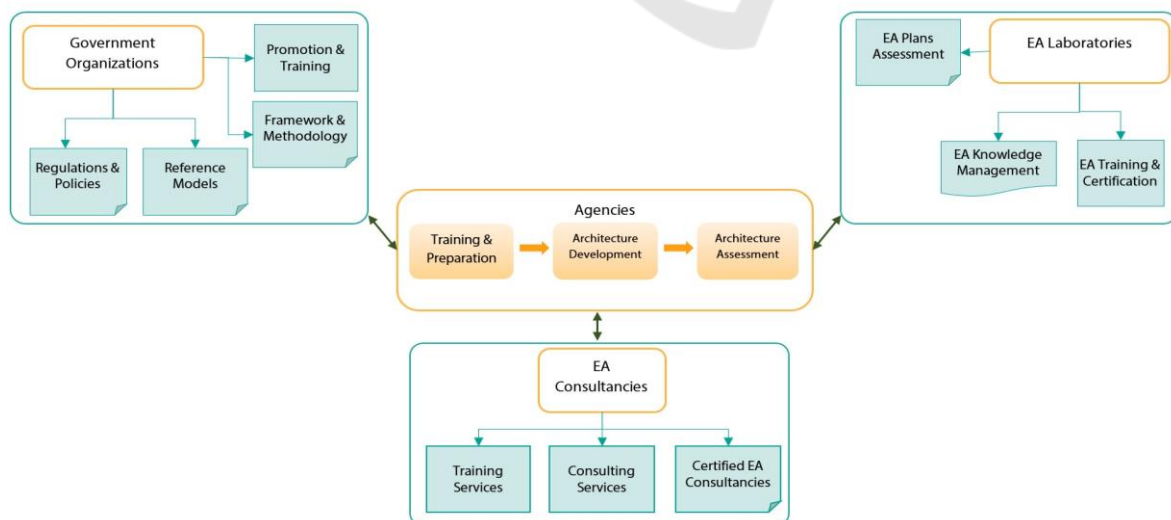 Government
Organizations
Promotion &
Training
Framework &
Methodology
Regulations &
Policies
Reference
Models
EA Plans
Assessment
EA Laboratories
EA Knowledge
Management
EA Training &
Certification
Agencies
Training &
Preparation
Architecture
Development
Architecture
Assessment
EA
Consultancies
Training
Services
Consulting
Services
Certified EA
Consultancies